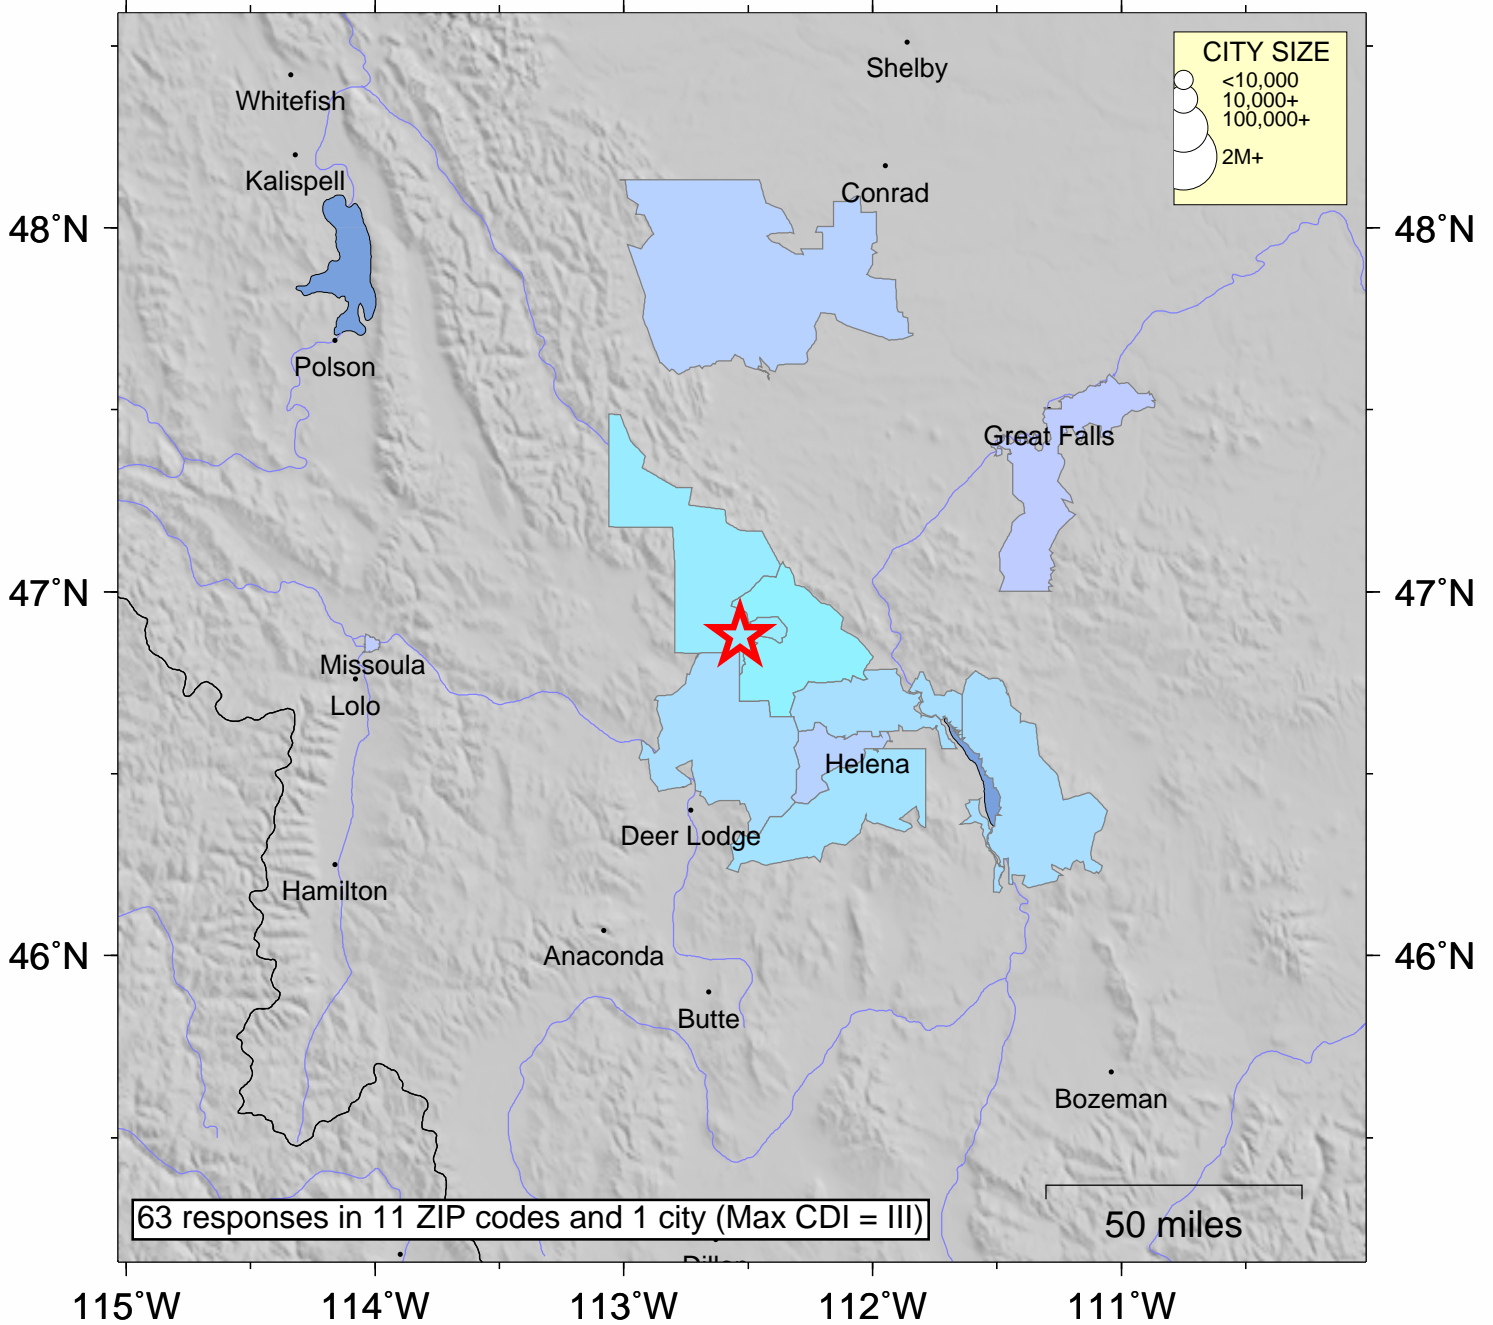 CITY SIZE
<10,000
10,000+
100,000+
2M+
Shelby
Whitefish
Kalispell
Conrad
48°N
48°N
Polson
Great Falls
47°N
47°N
Missoula
Lolo
Helena
Deer Lodge
Hamilton
46°N
46°N
Anaconda
Butte
Bozeman
63 responses in 11 ZIP codes and 1 city (Max CDI = III)
50 miles
115°W
114°W
113°W
112°W
111°W